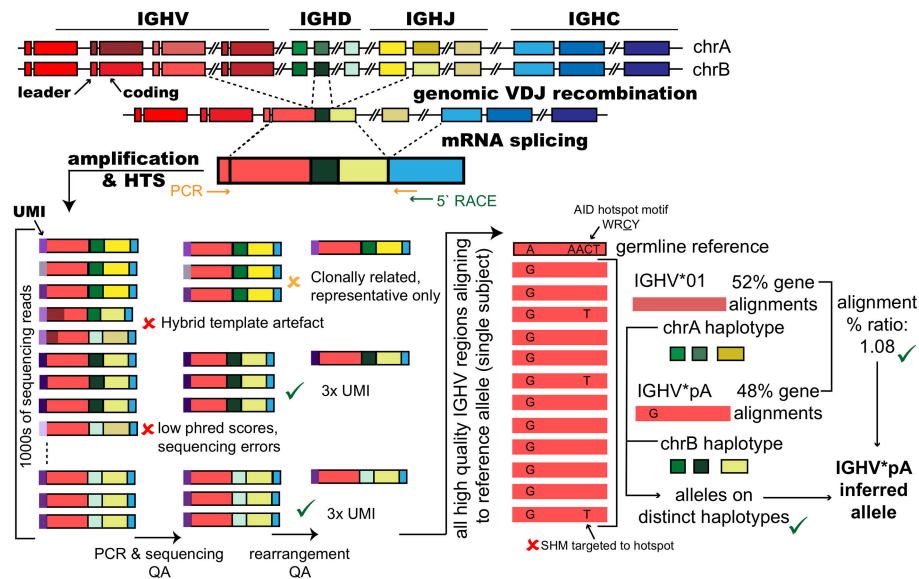 IGHV
IGHD
IGHJ
IGHC
chrA
chrB
leader
coding
genomic VDJ recombination
mRNA splicing
amplification
& HTS
PCR
5` RACE
UMI
1000s of sequencing reads
Clonally related,
representative only
Hybrid template artefact
3x UMI
low phred scores,
sequencing errors
3x UMI
PCR & sequencing
QA
rearrangement
QA
all high quality IGHV regions aligning
to reference allele (single subject)
AID hotspot motif
WRCY
A AACT germline reference
G
G
G T
G
G
G T
G
G
G
G
G
G T
SHM targeted to hotspot
IGHV*01
52% gene
alignments
chrA haplotype
alignment
% ratio:
1.08
IGHV*pA
G
48% gene
alignments
chrB haplotype
alleles on
distinct haplotypes
IGHV*pA
inferred
allele